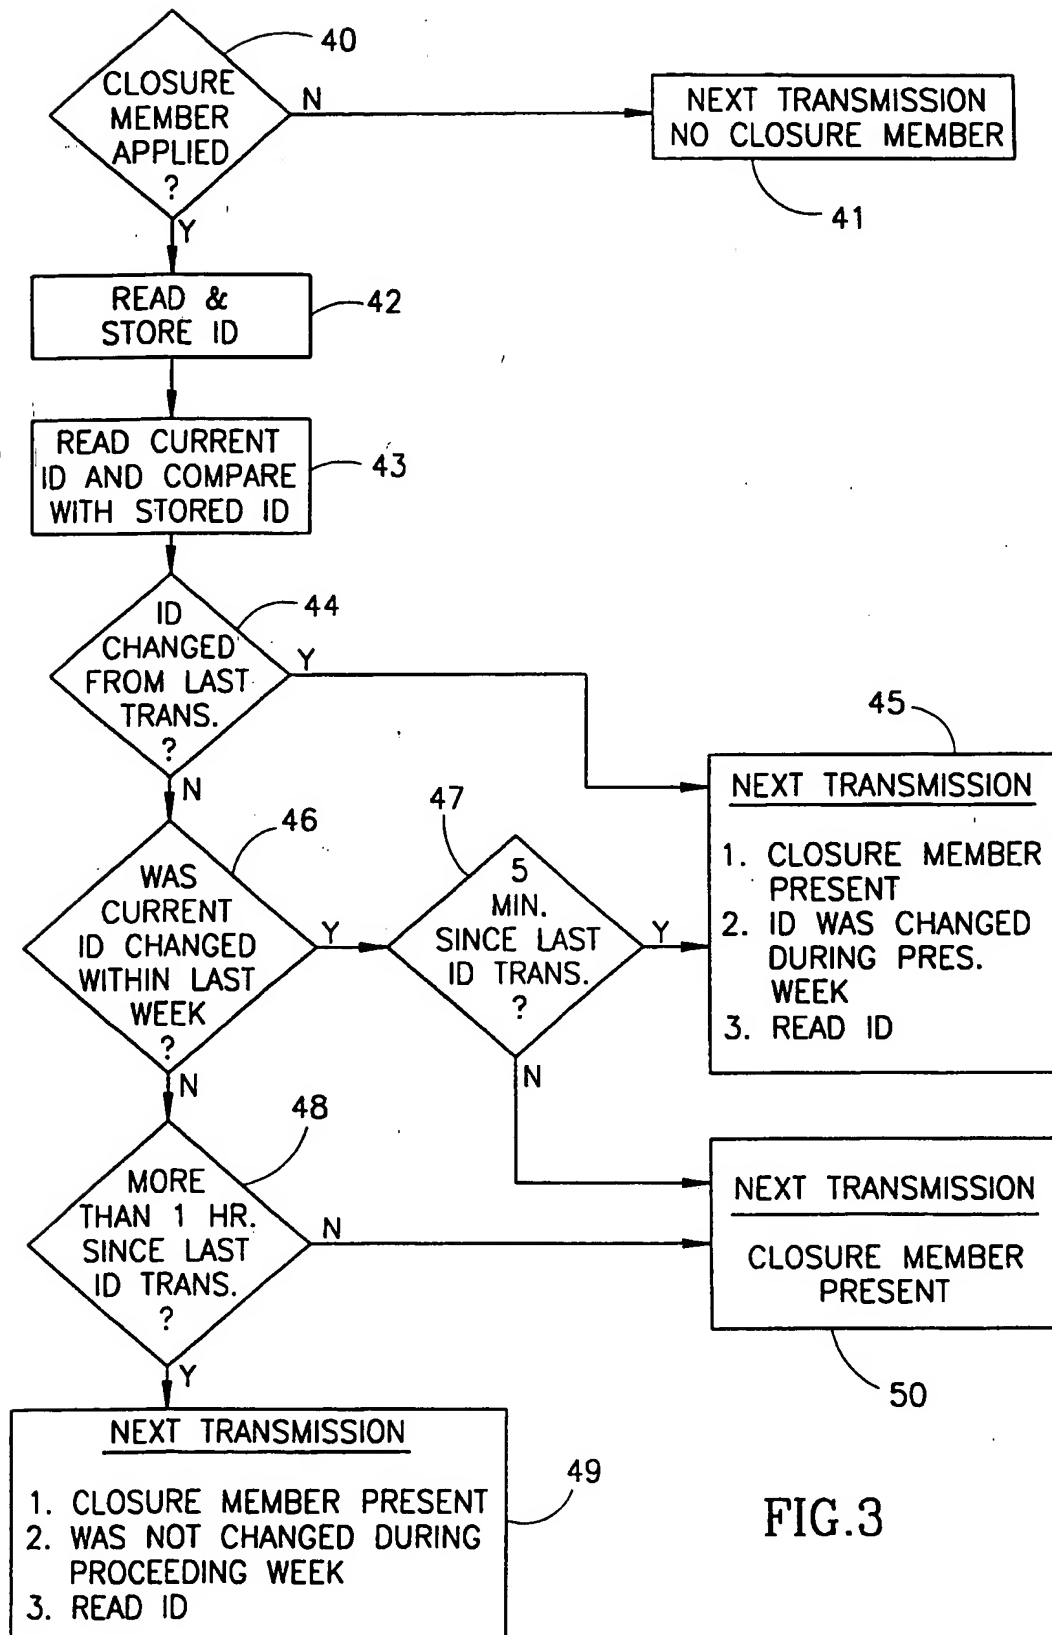 40
CLOSURE
MEMBER
APPLIED
?
N
Y
NEXT TRANSMISSION
NO CLOSURE MEMBER
41
READ &
STORE ID
42
READ CURRENT
ID AND COMPARE
WITH STORED ID
43
ID
CHANGED
FROM LAST
TRANS.
?
44
Y
N
45
NEXT TRANSMISSION
1. CLOSURE MEMBER
PRESENT
2. ID WAS CHANGED
DURING PRES.
WEEK
3. READ ID
46
WAS
CURRENT
ID CHANGED
WITHIN LAST
WEEK
?
Y
N
47
5
MIN.
SINCE LAST
ID TRANS.
?
Y
N
48
MORE
THAN 1 HR.
SINCE LAST
ID TRANS.
?
N
Y
NEXT TRANSMISSION
CLOSURE MEMBER
PRESENT
50
NEXT TRANSMISSION
1. CLOSURE MEMBER PRESENT
2. WAS NOT CHANGED DURING
PROCEEDING WEEK
3. READ ID
49
FIG.3